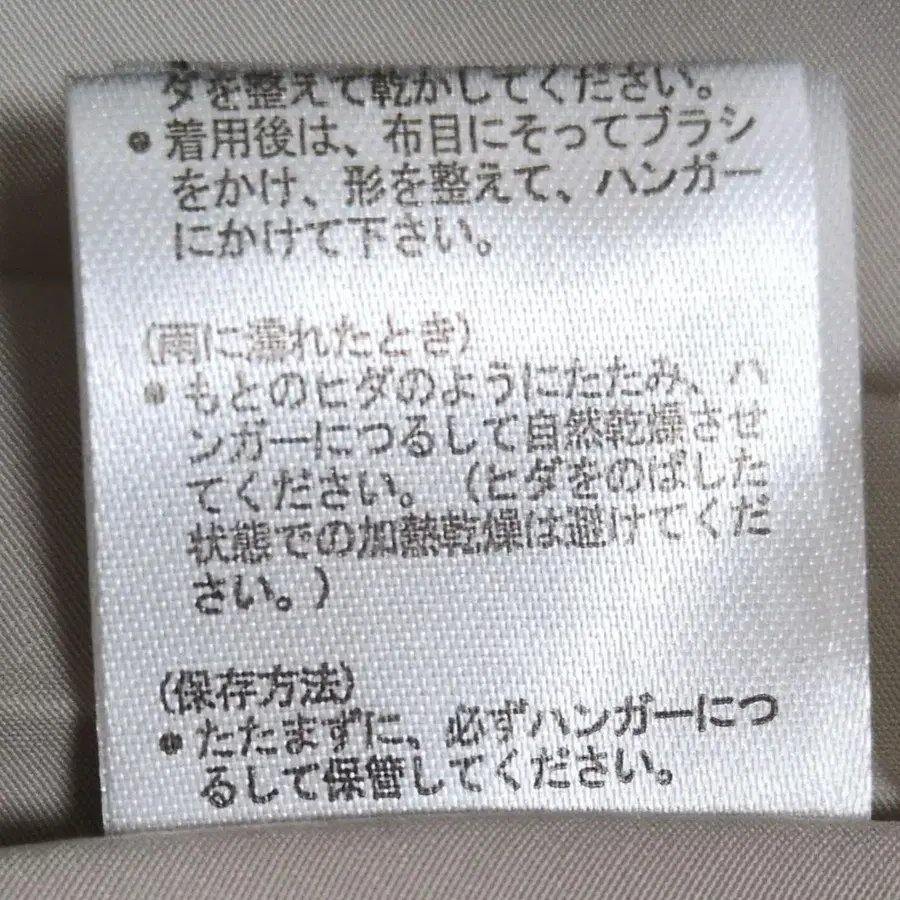 ダを整えて乾かしてください。
●着用後は、布目にそってブラシ
をかけ、形を整えて、ハンガー
にかけて下さい。
(雨に濡れたとき)
●もとのヒダのようにたたみ、ハ
ンガーにつるして自然乾燥させ
てください。(ヒダをのばした
状態での加熱乾燥は避けてくだ
さい。)
(保存方法)
●たたまずに、必ずハンガーにつ
るして保管してください。